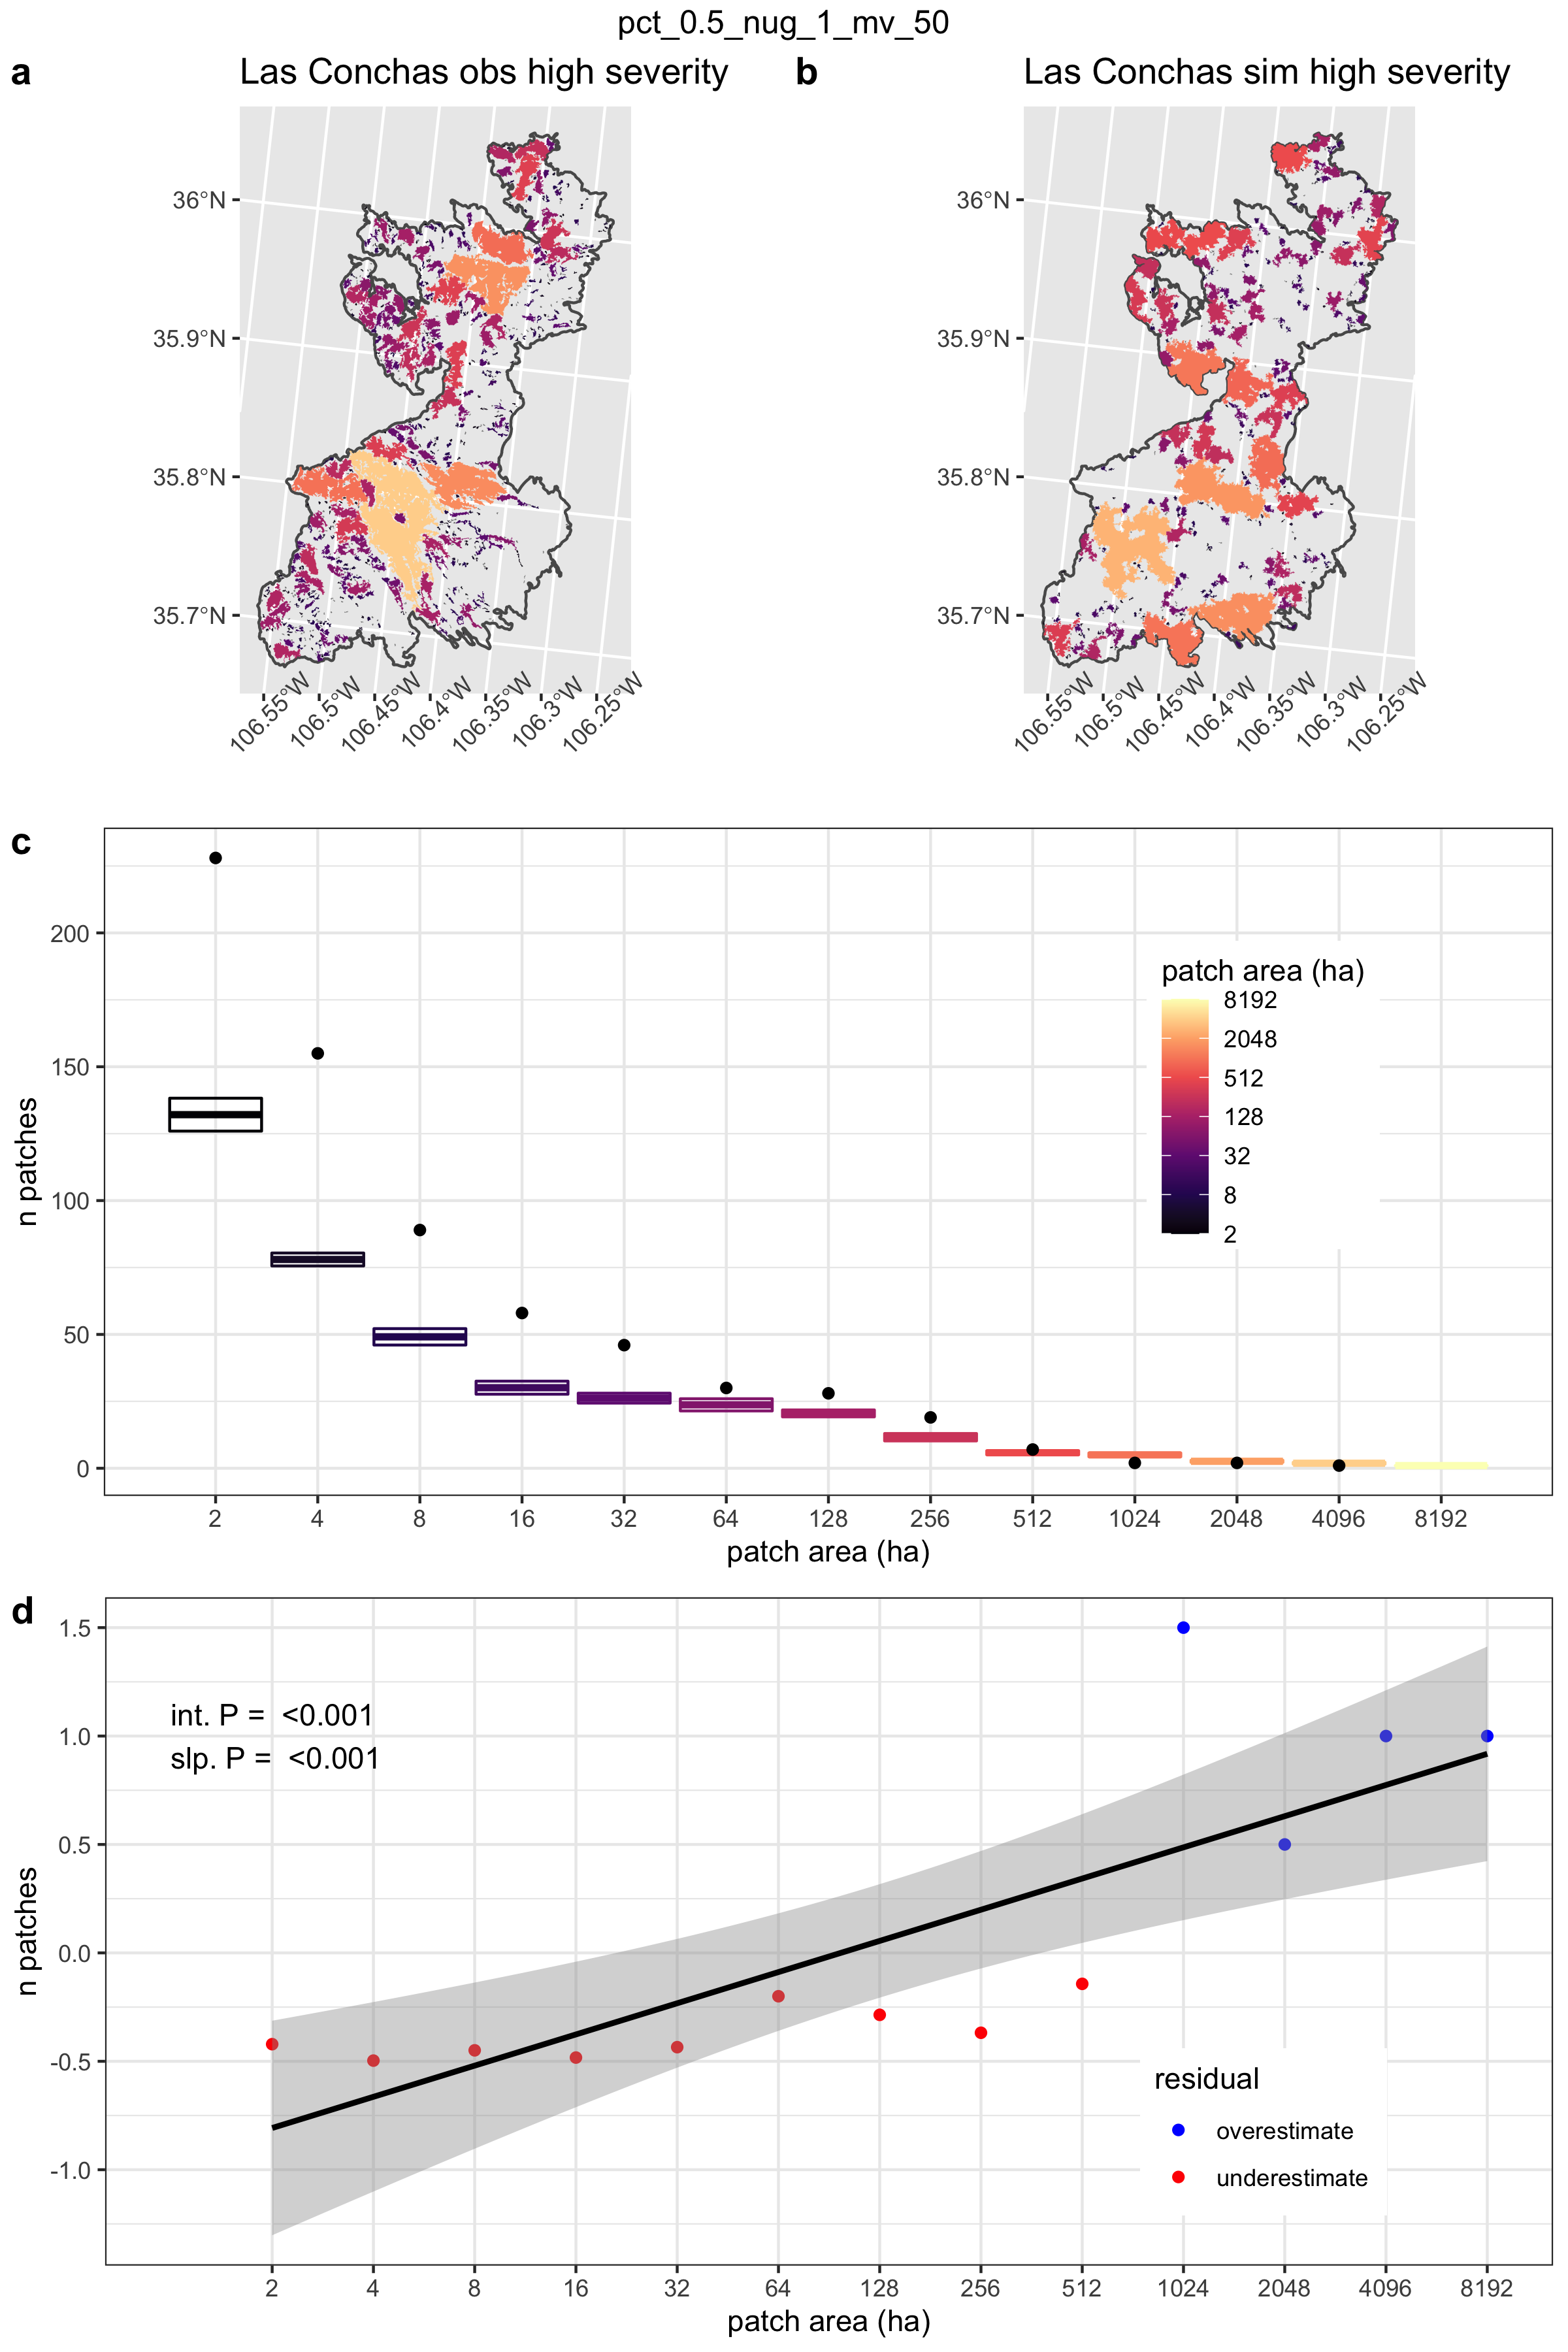 pct_0.5_nug_1_mv_50
a
Las Conchas obs high severity
b
Las Conchas sim high severity
36°N
35.9°N
35.8°N
35.7°N
106.55°W
106.5°W
106.45°W
106.4°W
106.35°W
106.3°W
106.25°W
36°N
35.9°N
35.8°N
35.7°N
106.55°W
106.5°W
106.45°W
106.4°W
106.35°W
106.3°W
106.25°W
c
n patches
200
150
100
50
0
patch area (ha)
8192
2048
512
128
32
8
2
2 4 8 16 32 64 128 256 512 1024 2048 4096 8192
patch area (ha)
d
n patches
1.5
1.0
0.5
0.0
-0.5
-1.0
int. P = <0.001
slp. P = <0.001
residual
overestimate
underestimate
2 4 8 16 32 64 128 256 512 1024 2048 4096 8192
patch area (ha)